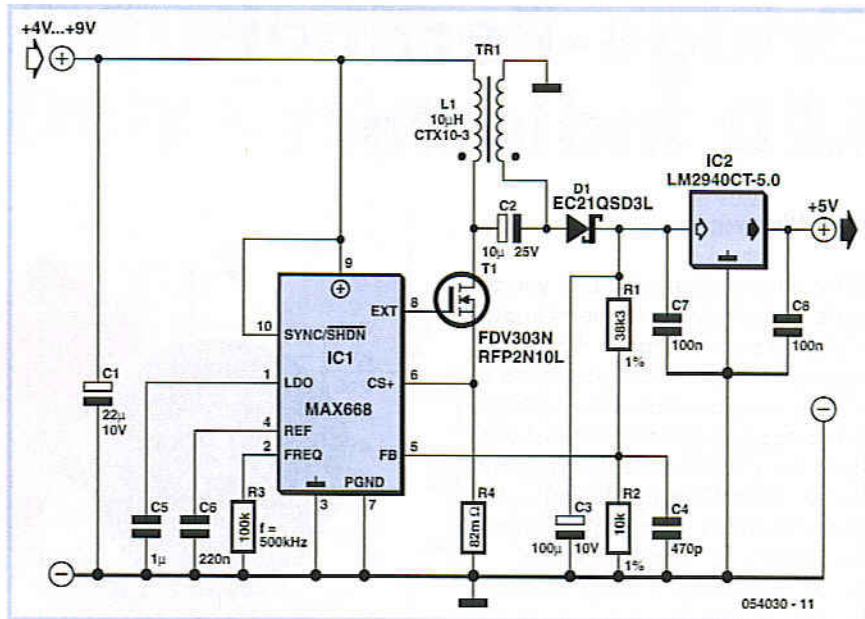 +4V...+9V
TR1
L1
10µH
CTX10-3
IC2
LM2940CT-5.0
D1
EC21QSD3L
+5V
C2
10µ
25V
T1
FDV303N
RFP2N10L
9
10
SYNC/SHDN
EXT
8
IC1
1
LDO
CS+
6
MAX668
4
REF
2
FREQ
FB
5
PGND
3
7
C1
22µ
10V
C5
1µ
C6
220n
R3
100k
f =
500kHz
R4
82m Ω
R1
38k3
1%
C7
100n
C8
100n
C3
100µ
10V
R2
10k
1%
C4
470p
054030 - 11